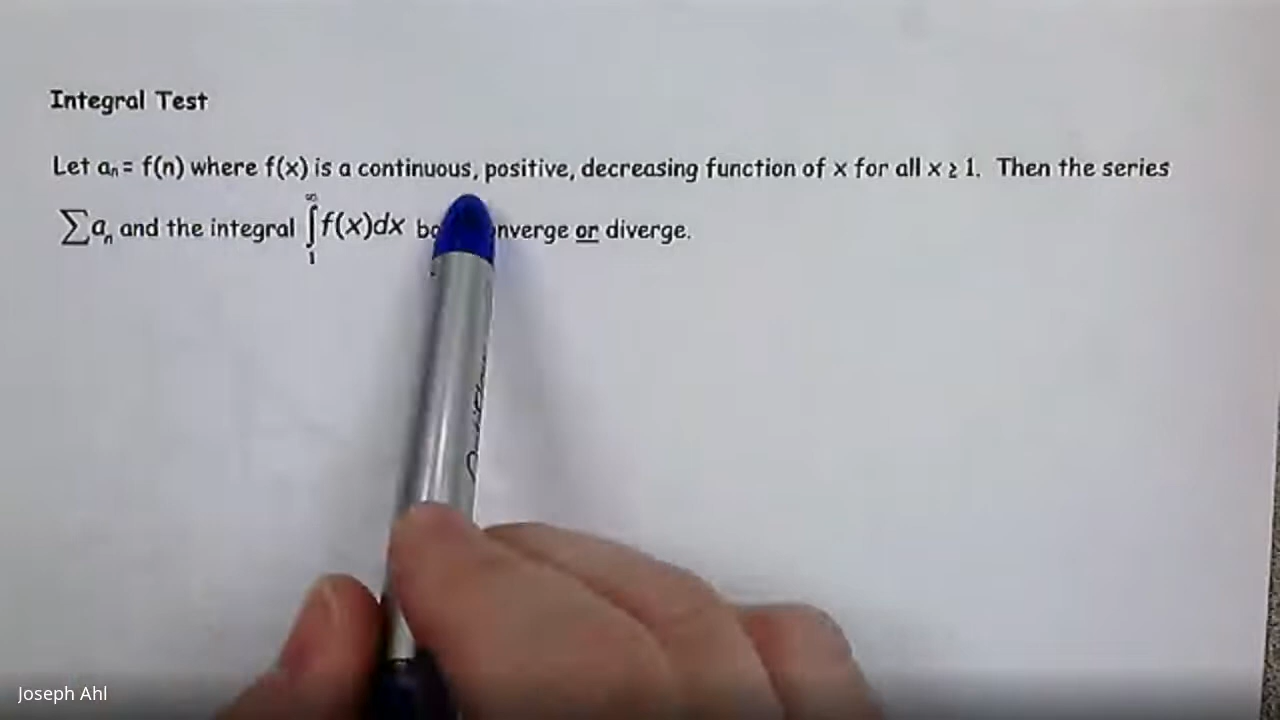 Integral Test
Let aₙ = f(n) where f(x) is a continuous, positive, decreasing function of x for all x ≥ 1. Then the series
∑aₙ and the integral ∫₁^∞ f(x)dx diverge.
or
Joseph Ahl